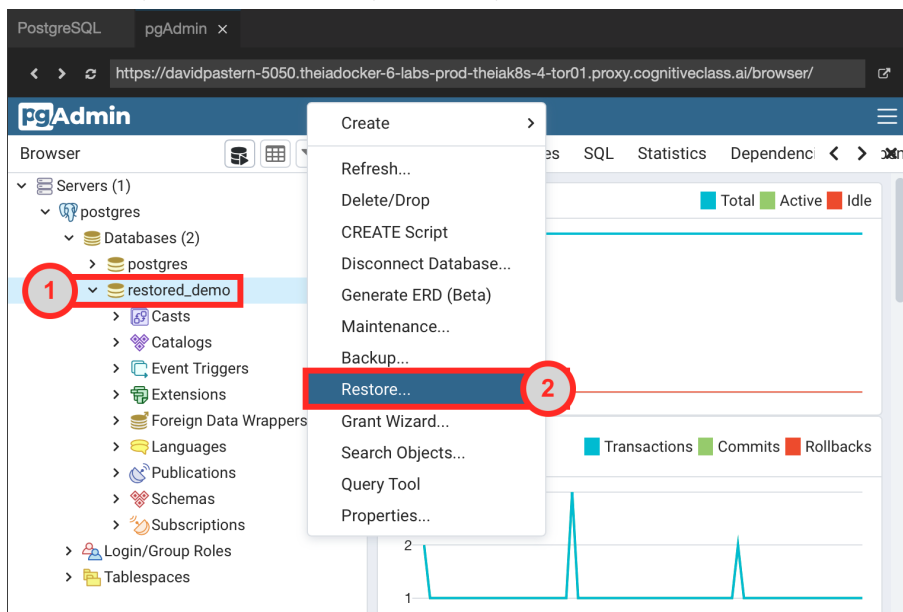 PostgreSQL pgAdmin ×
https://davidpastern-5050.theiadocker-6-labs-prod-theiak8s-4-tor01.proxy.cognitiveclass.ai/browser/
pgAdmin
Browser
Servers (1)
postgres
Databases (2)
postgres
1
restored_demo
Casts
Catalogs
Event Triggers
Extensions
Foreign Data Wrappers
Languages
Publications
Schemas
Subscriptions
Login/Group Roles
Tablespaces
Create
Refresh...
Delete/Drop
CREATE Script
Disconnect Database...
Generate ERD (Beta)
Maintenance...
Backup...
Restore...
2
Grant Wizard...
Search Objects...
Query Tool
Properties...
SQL Statistics Dependenci
Total Active Idle
Transactions Commits Rollbacks
2
1